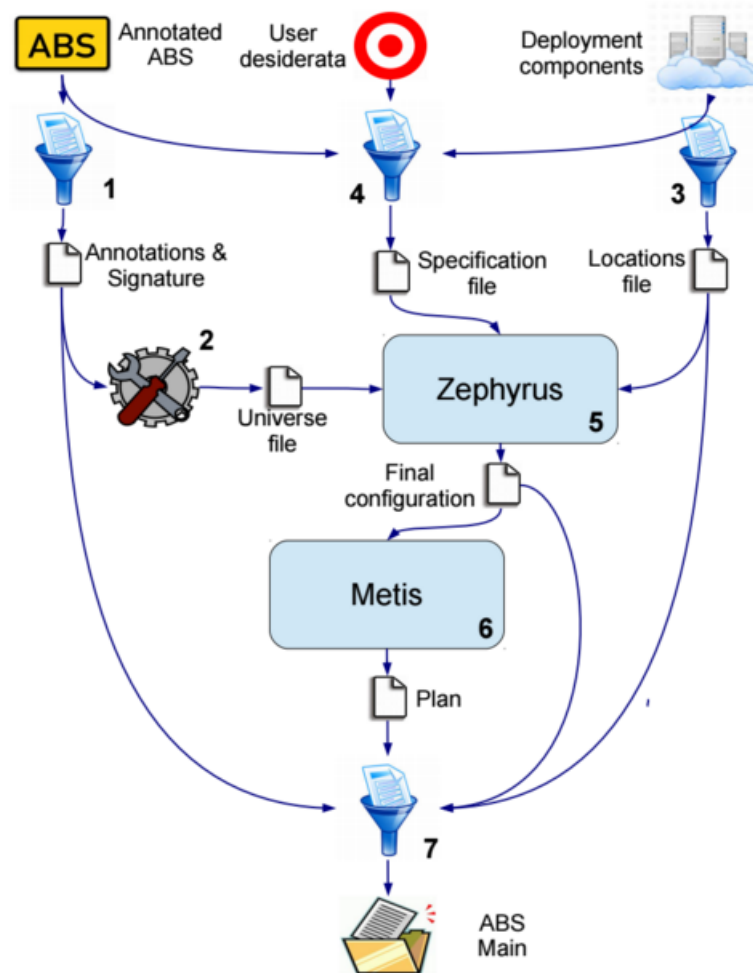 ABS
Annotated
ABS
User
desiderata
Deployment
components
1
4
3
Annotations &
Signature
Specification
file
Locations
file
2
Zephyrus
5
Universe
file
Final
configuration
Metis
6
Plan
7
ABS
Main